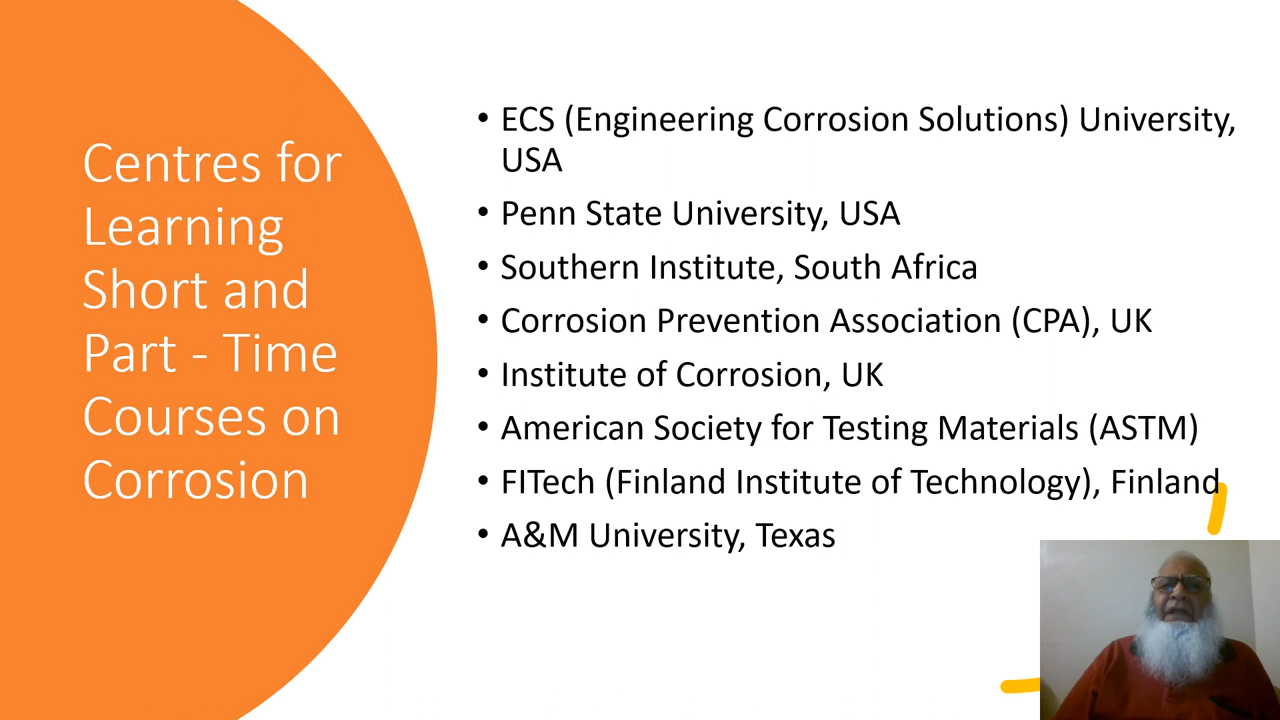 Centres for
Learning
Short and
Part - Time
Courses on
Corrosion
• ECS (Engineering Corrosion Solutions) University,
USA
• Penn State University, USA
• Southern Institute, South Africa
• Corrosion Prevention Association (CPA), UK
• Institute of Corrosion, UK
• American Society for Testing Materials (ASTM)
• FITech (Finland Institute of Technology), Finland
• A&M University, Texas